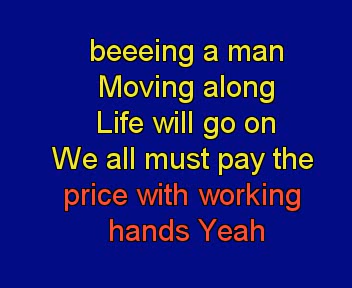 beeeing a man
Moving along
Life will go on
We all must pay the
price with working
hands Yeah